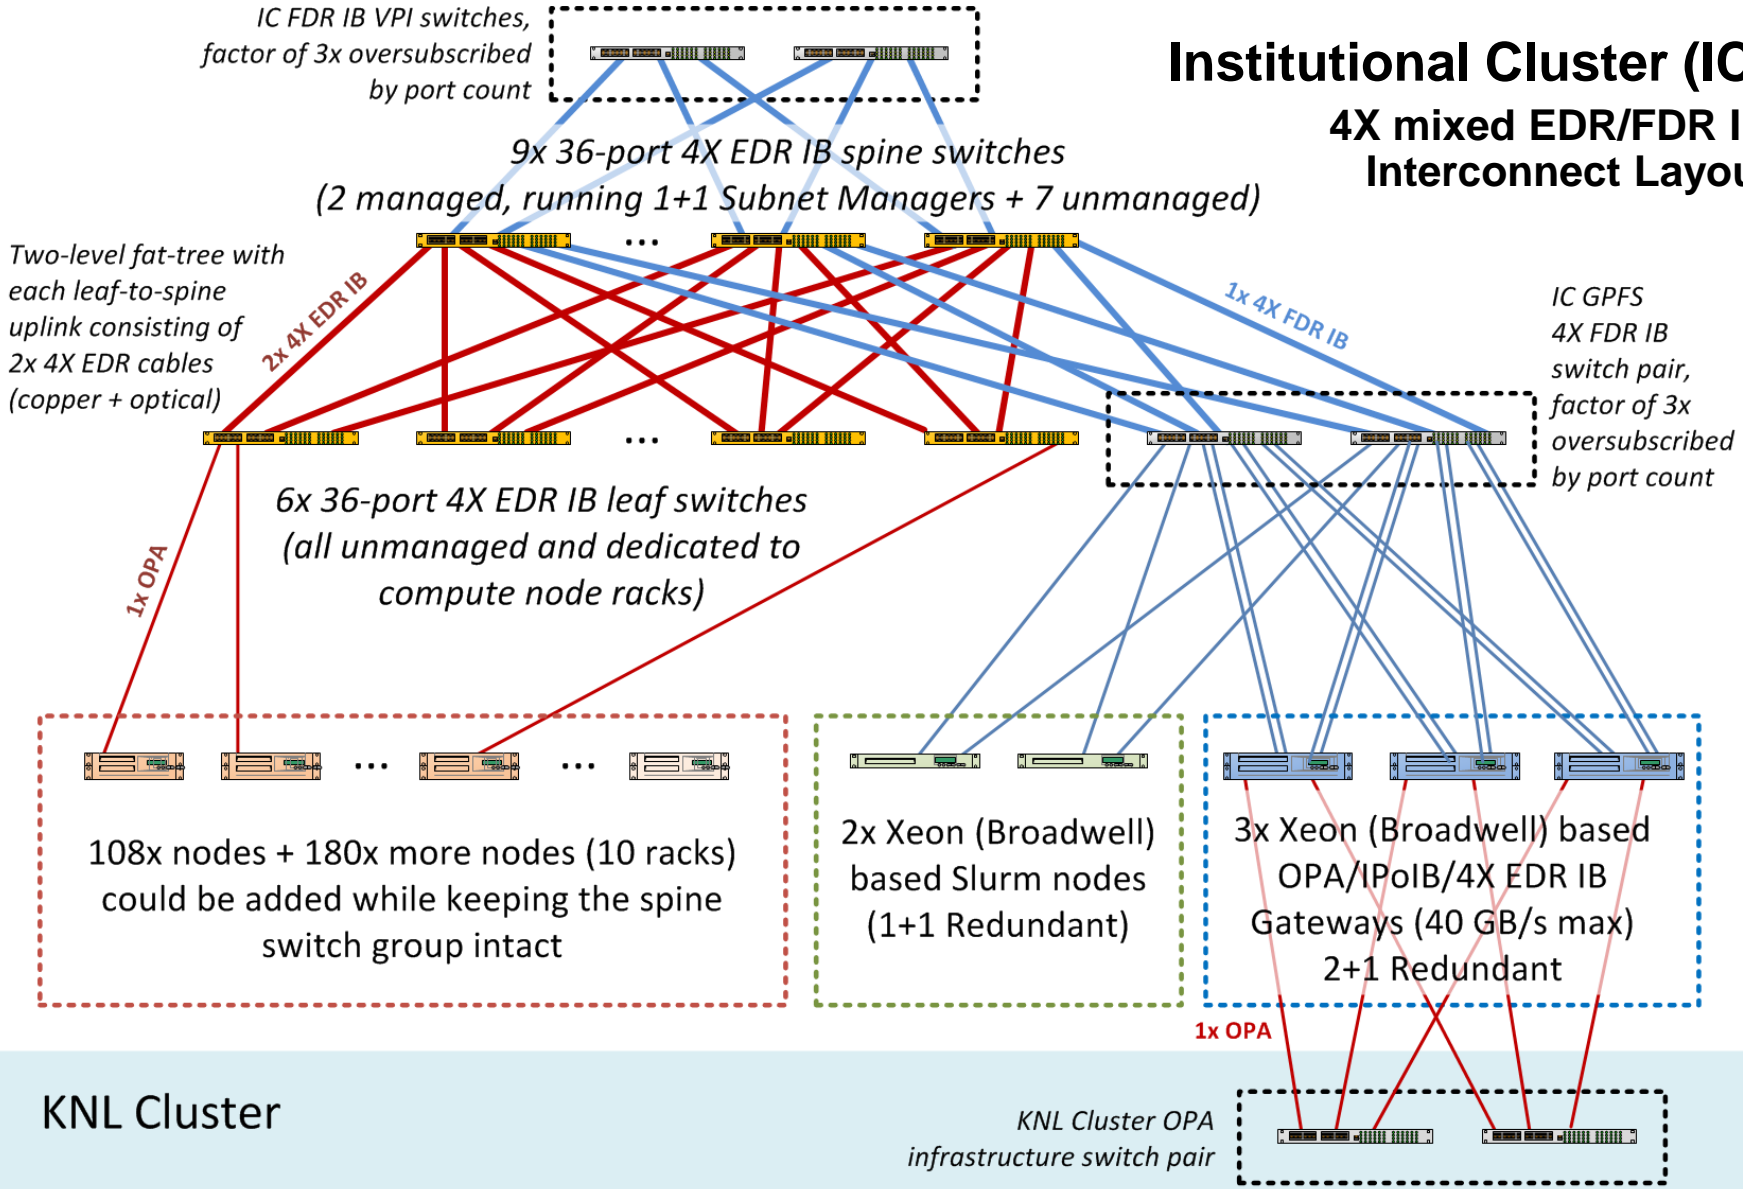 IC FDR IB VPI switches,
factor of 3x oversubscribed
by port count
Institutional Cluster (IC
4X mixed EDR/FDR I
Interconnect Layou
9x 36-port 4X EDR IB spine switches
(2 managed, running 1+1 Subnet Managers + 7 unmanaged)
...
Two-level fat-tree with
each leaf-to-spine
uplink consisting of
2x 4X EDR cables
(copper + optical)
2x 4X EDR IB
1x 4X FDR IB
IC GPFS
4X FDR IB
switch pair,
factor of 3x
oversubscribed
by port count
...
6x 36-port 4X EDR IB leaf switches
(all unmanaged and dedicated to
compute node racks)
1x OPA
...
...
108x nodes + 180x more nodes (10 racks)
could be added while keeping the spine
switch group intact
2x Xeon (Broadwell)
based Slurm nodes
(1+1 Redundant)
3x Xeon (Broadwell) based
OPA/IPoIB/4X EDR IB
Gateways (40 GB/s max)
2+1 Redundant
1x OPA
KNL Cluster
KNL Cluster OPA
infrastructure switch pair